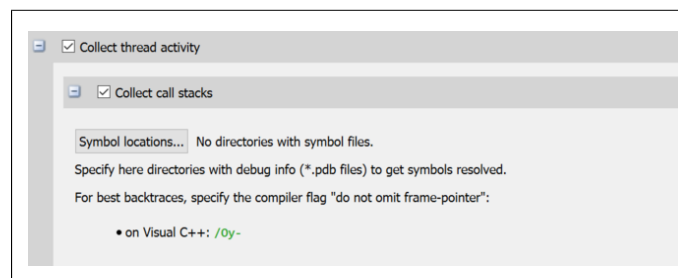 Collect thread activity
Collect call stacks
Symbol locations... No directories with symbol files.
Specify here directories with debug info (*.pdb files) to get symbols resolved.
For best backtraces, specify the compiler flag "do not omit frame-pointer":
• on Visual C++: /Oy-